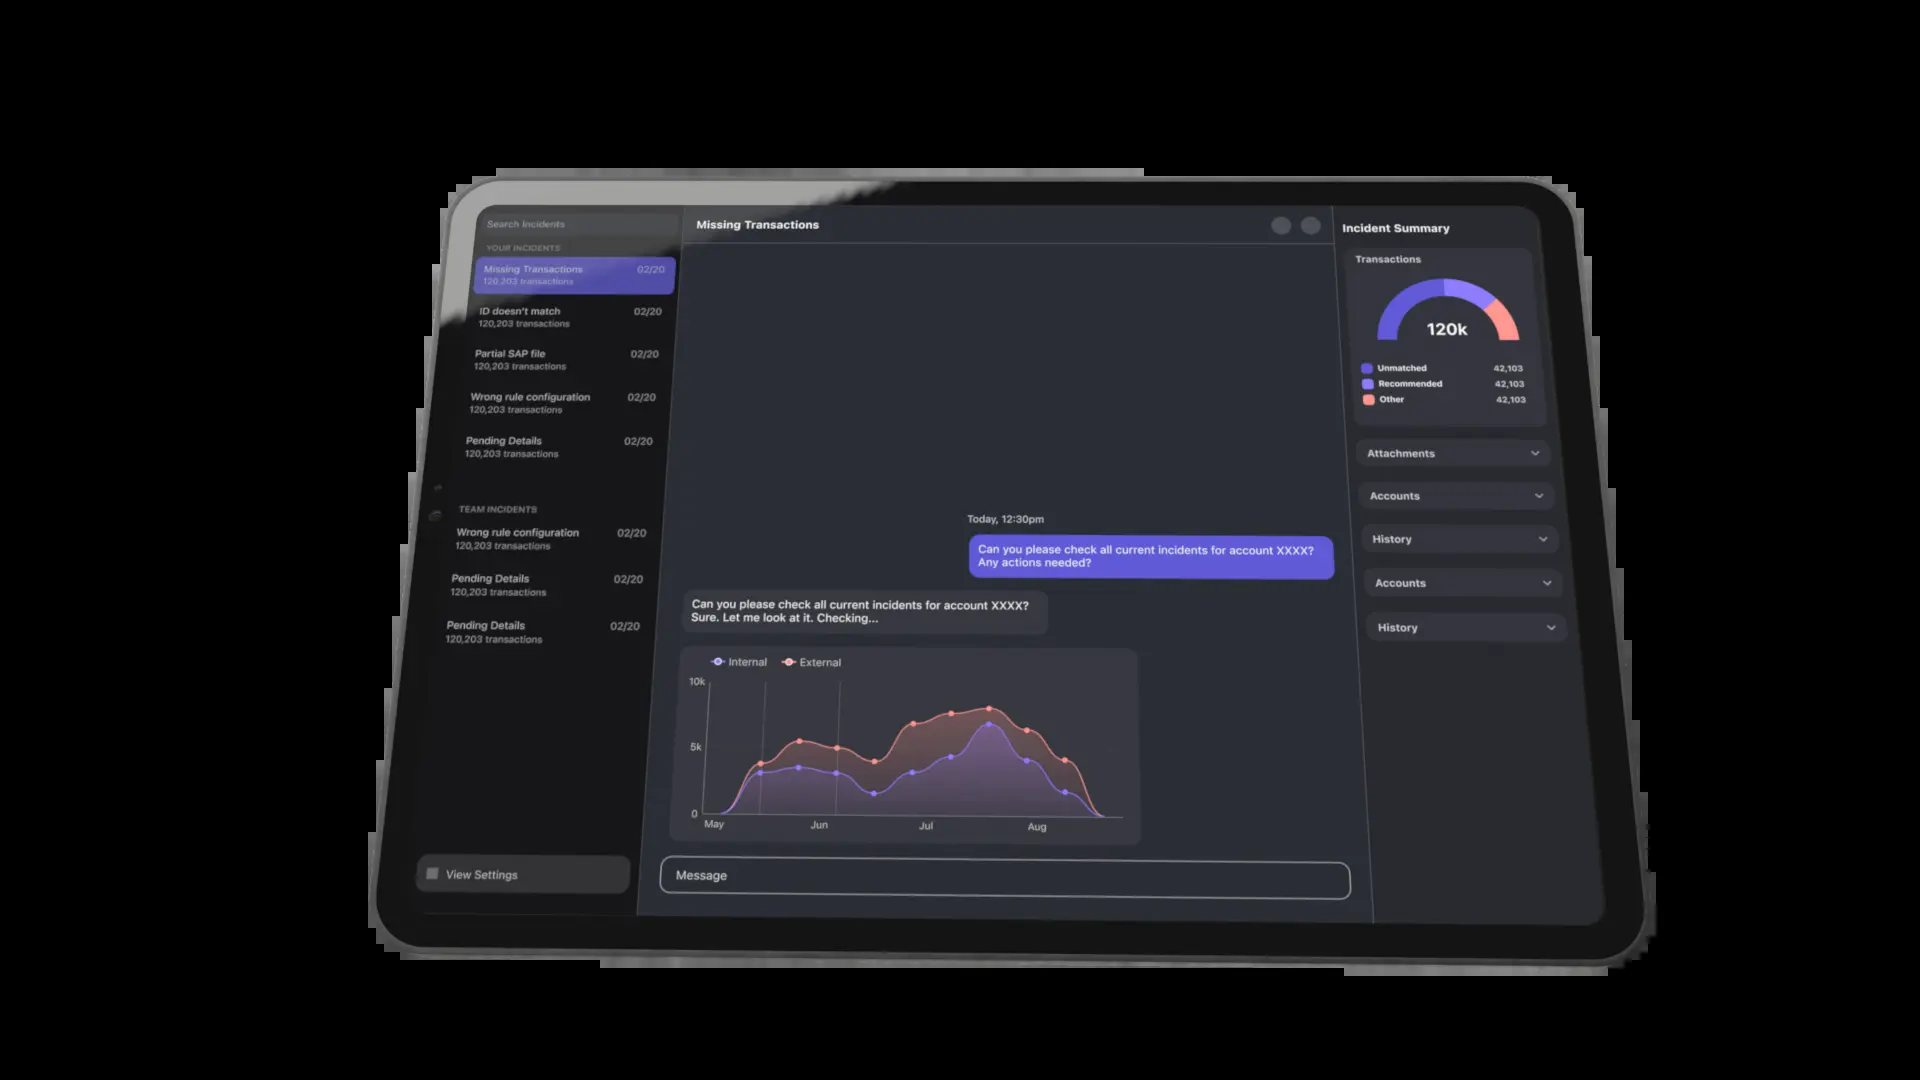 Search Incidents
YOUR INCIDENTS
Missing Transactions 02/20
120,203 transactions
ID doesn't match 02/20
120,203 transactions
Partial SAP file 02/20
120,203 transactions
Wrong rule configuration 02/20
120,203 transactions
Pending Details 02/20
120,203 transactions
TEAM INCIDENTS
Wrong rule configuration 02/20
120,203 transactions
Pending Details 02/20
120,203 transactions
Pending Details 02/20
120,203 transactions
View Settings
Missing Transactions
Today, 12:30pm
Can you please check all current incidents for account XXXX?
Any actions needed?
Can you please check all current incidents for account XXXX?
Sure. Let me look at it. Checking...
Internal External
10k
5k
0
May Jun Jul Aug
Message
Incident Summary
Transactions
120k
Unmatched 42,103
Recommended 42,103
Other 42,103
Attachments
Accounts
History
Accounts
History